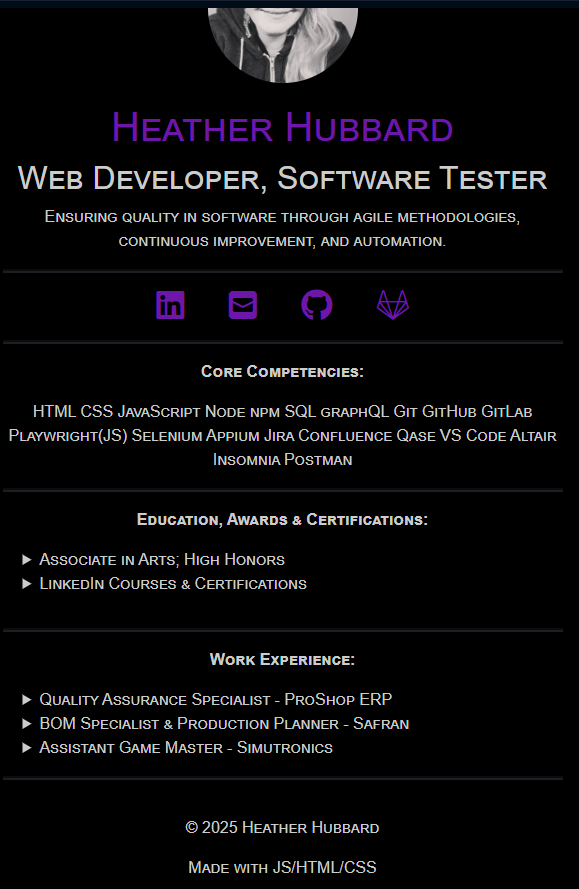 Heather Hubbard
Web Developer, Software Tester
Ensuring quality in software through agile methodologies,
continuous improvement, and automation.
in
Core Competencies:
HTML CSS JavaScript Node npm SQL graphQL Git GitHub GitLab
Playwright(JS) Selenium Appium Jira Confluence Qase VS Code Altair
Insomnia Postman
Education, Awards & Certifications:
Associate in Arts; High Honors
LinkedIn Courses & Certifications
Work Experience:
Quality Assurance Specialist - ProShop ERP
BOM Specialist & Production Planner - Safran
Assistant Game Master - Simutronics
© 2025 Heather Hubbard
Made with JS/HTML/CSS